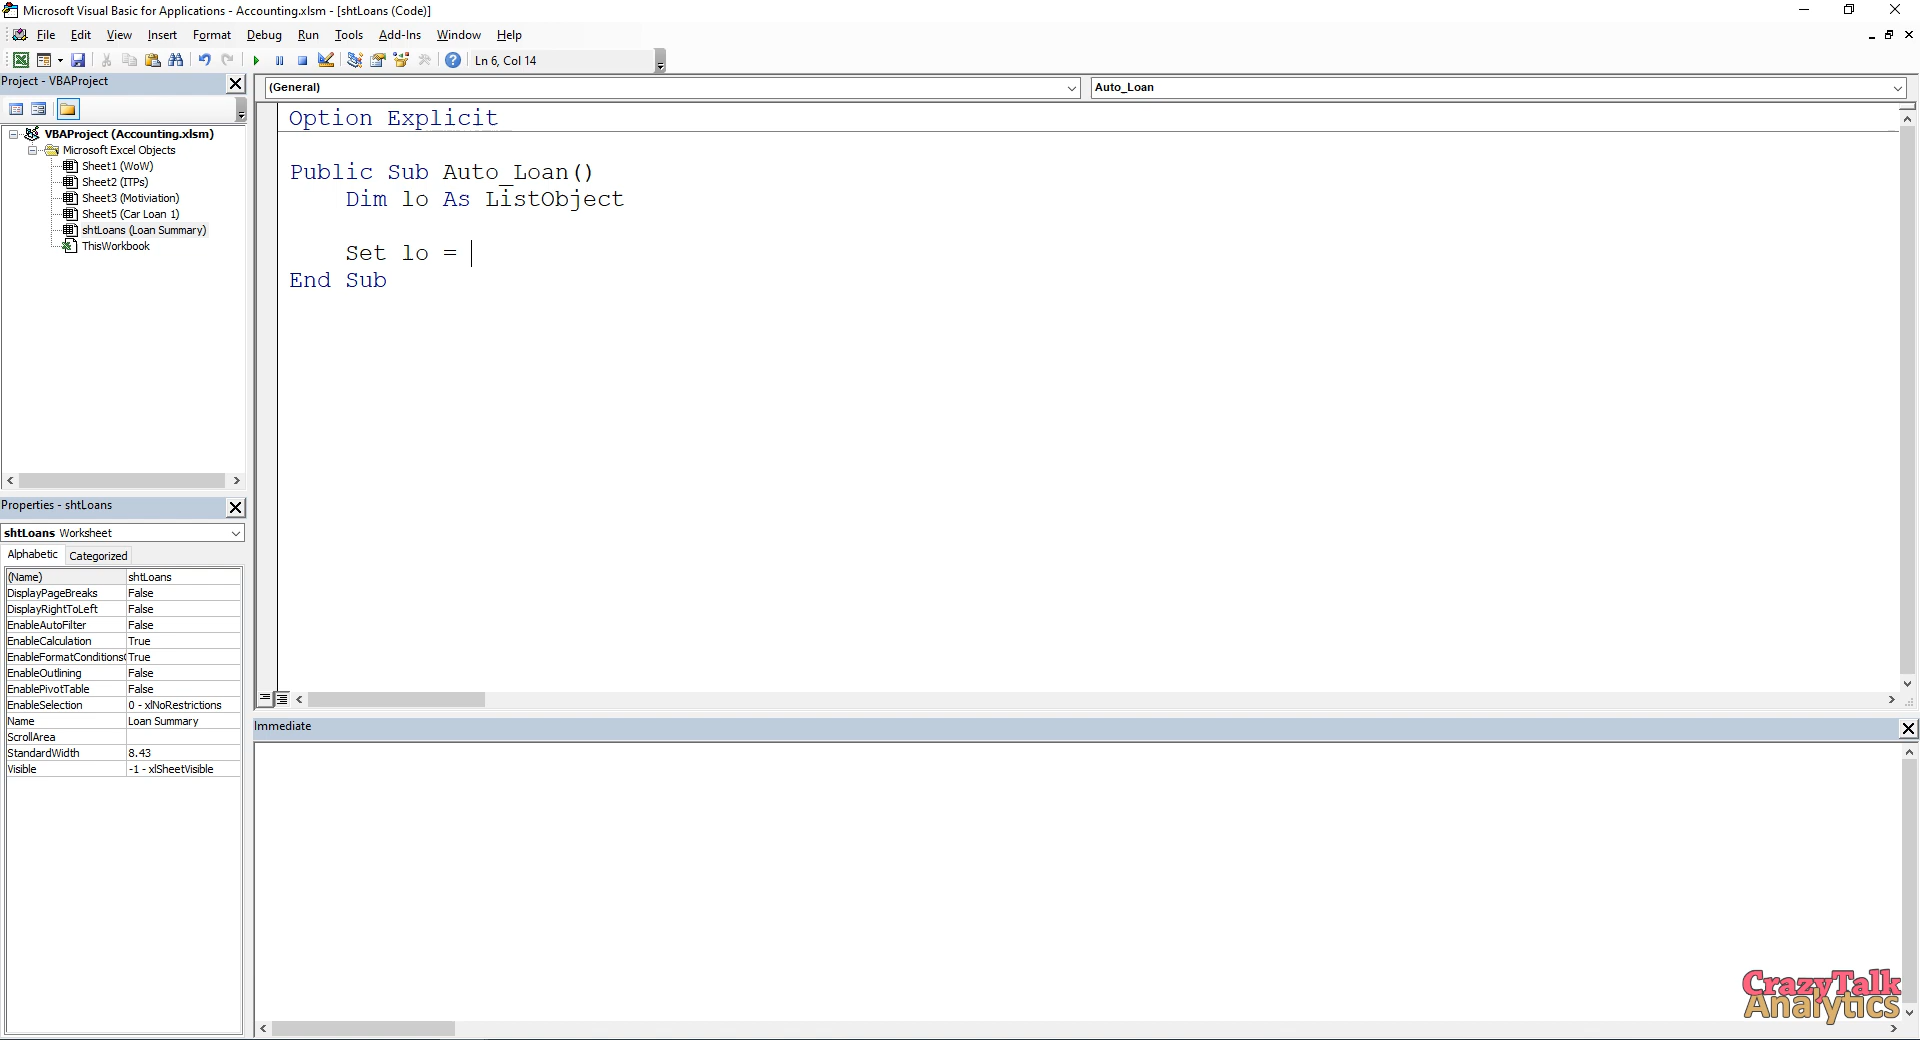 Microsoft Visual Basic for Applications - Accounting.xlsm - [shtLoans (Code)]
File Edit View Insert Format Debug Run Tools Add-Ins Window Help
Ln 6, Col 14
Project - VBAProject
VBAProject (Accounting.xlsm)
Microsoft Excel Objects
Sheet1 (WoW)
Sheet2 (ITPs)
Sheet3 (Motiviation)
Sheet5 (Car Loan 1)
shtLoans (Loan Summary)
ThisWorkbook
Properties - shtLoans
shtLoans Worksheet
Alphabetic Categorized
(Name) shtLoans
DisplayPageBreaks False
DisplayRightToLeft False
EnableAutoFilter False
EnableCalculation True
EnableFormatConditions True
EnableOutlining False
EnablePivotTable False
EnableSelection 0 - xlNoRestrictions
Name Loan Summary
ScrollArea
StandardWidth 8.43
Visible -1 - xlSheetVisible
(General) Auto_Loan
Option Explicit
Public Sub Auto_Loan()
Dim lo As ListObject
Set lo =
End Sub
Immediate
CrazyTalk
Analytics